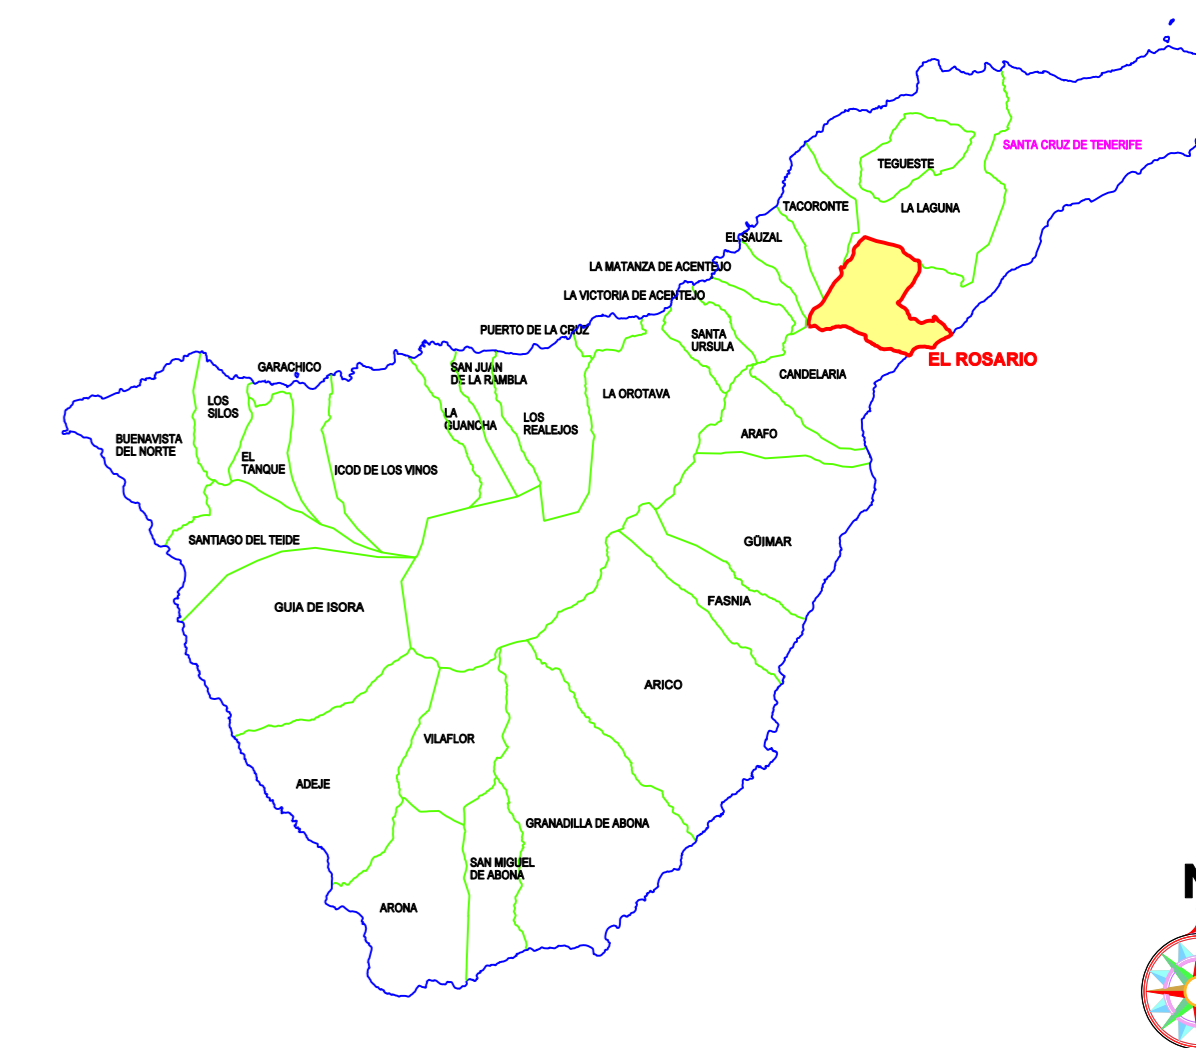 SANTA CRUZ DE TENERIFE
TEGUESTE
LA LAGUNA
TACORONTE
EL SAUZAL
LA MATANZA DE ACENTEJO
LA VICTORIA DE ACENTEJO
PUERTO DE LA CRUZ
SANTA
URSULA
EL ROSARIO
GARACHICO
SAN JUAN
DE LA RAMBLA
CANDELARIA
LA OROTAVA
LOS
SILOS
LA
GUANCHA
LOS
REALEJOS
ARAFO
BUENAVISTA
DEL NORTE
EL
TANQUE
ICOD DE LOS VINOS
SANTIAGO DEL TEIDE
GÜIMAR
GUIA DE ISORA
FASNIA
ARICO
VILAFLOR
ADEJE
GRANADILLA DE ABONA
SAN MIGUEL
DE ABONA
ARONA
N